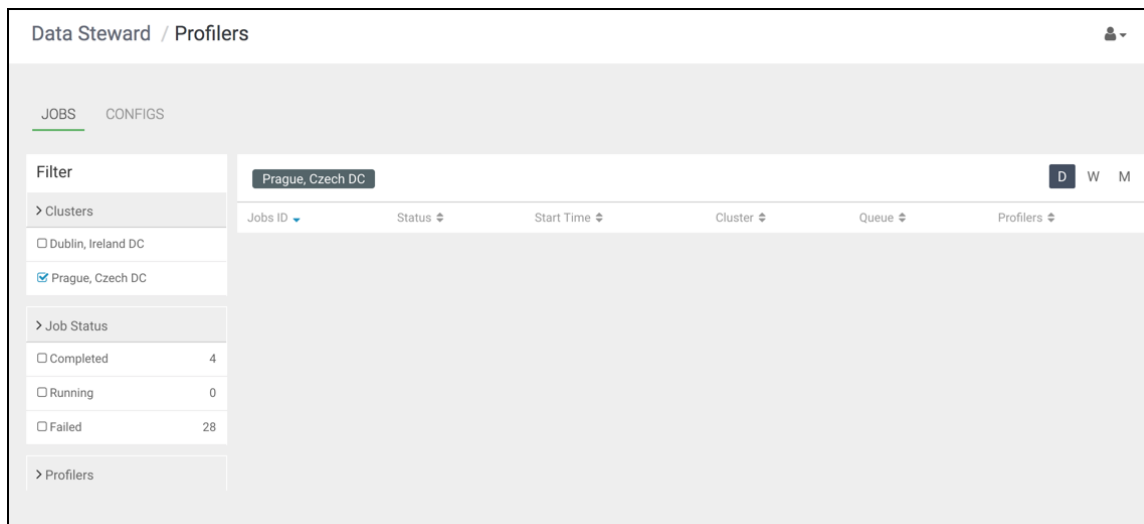 Data Steward / Profilers
JOBS CONFIGS
Filter
Clusters
Dublin, Ireland DC
Prague, Czech DC
Job Status
Completed 4
Running 0
Failed 28
Profilers
Prague, Czech DC
D W M
Jobs ID Status Start Time Cluster Queue Profilers